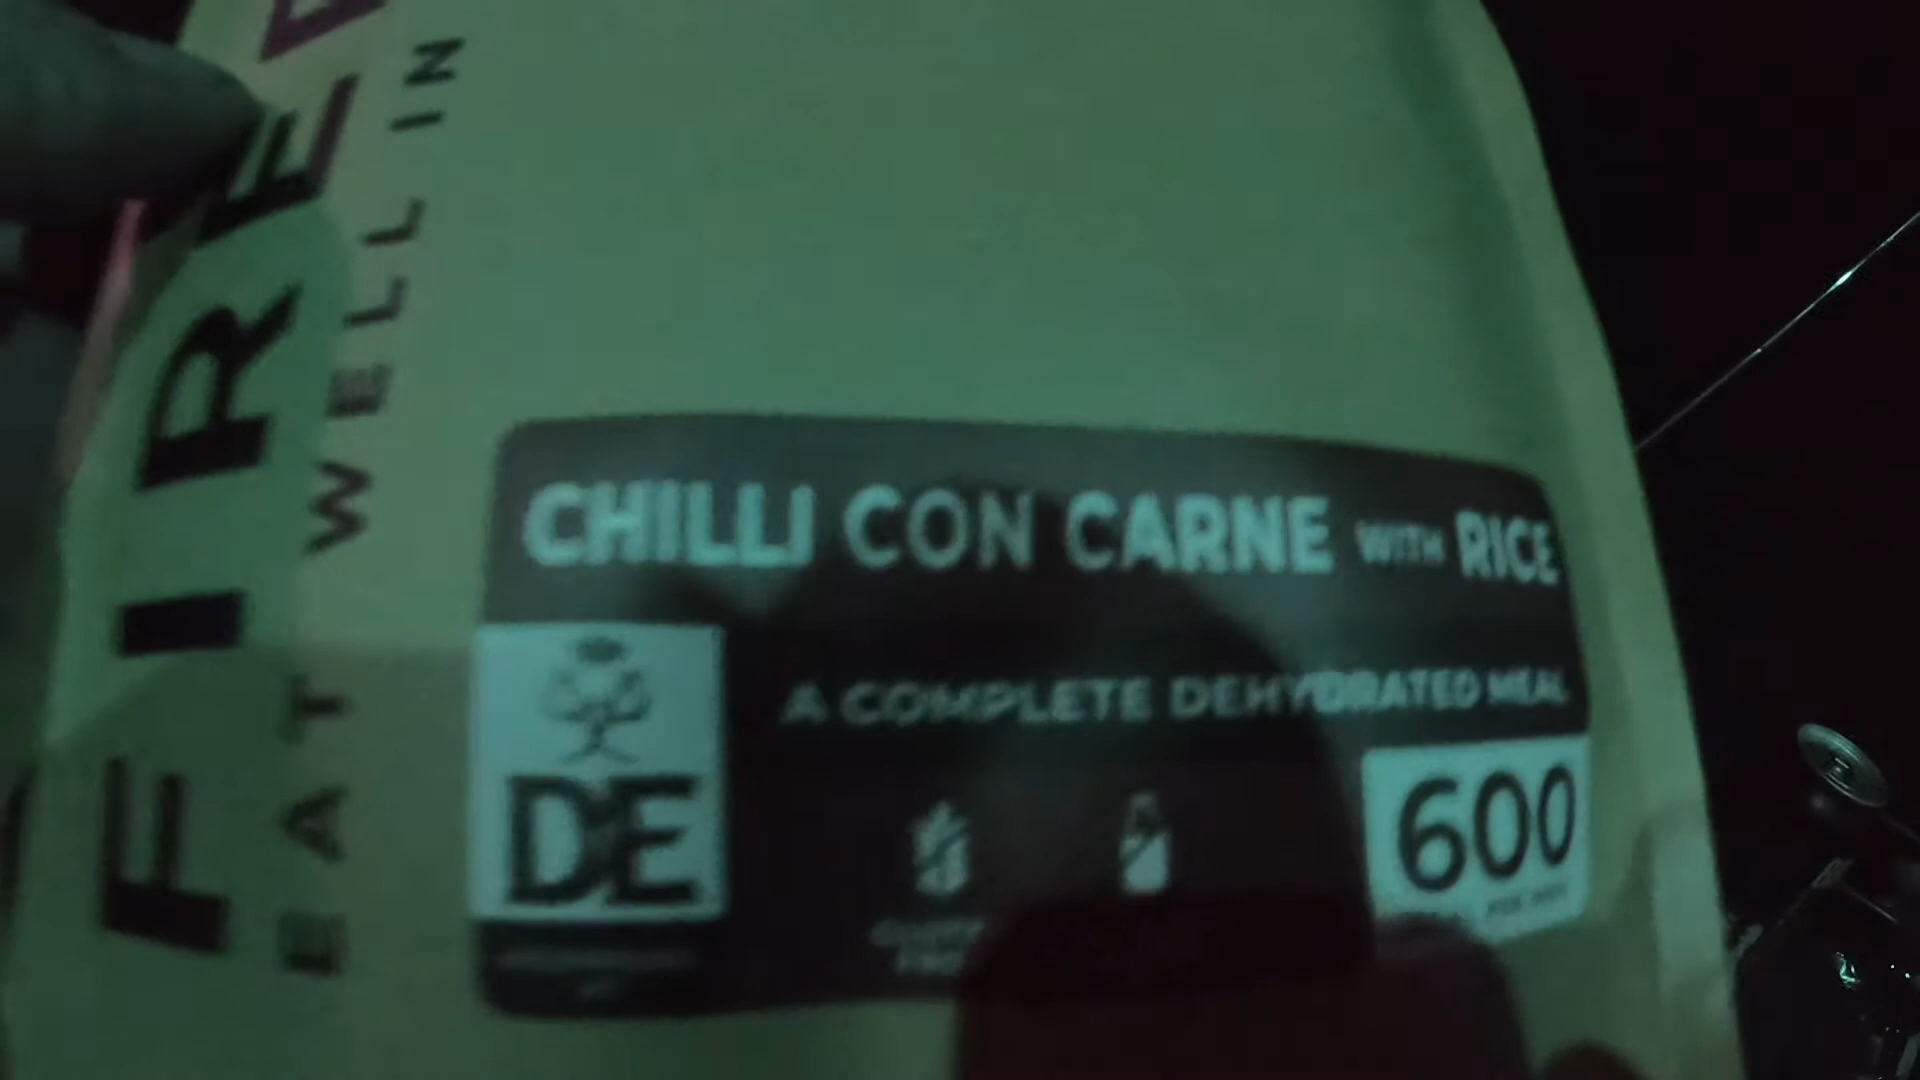 FIRE
EAT WELL IN
CHILLI CON CARNE WITH RICE
A COMPLETE DEHYDRATED MEAL
DE
600